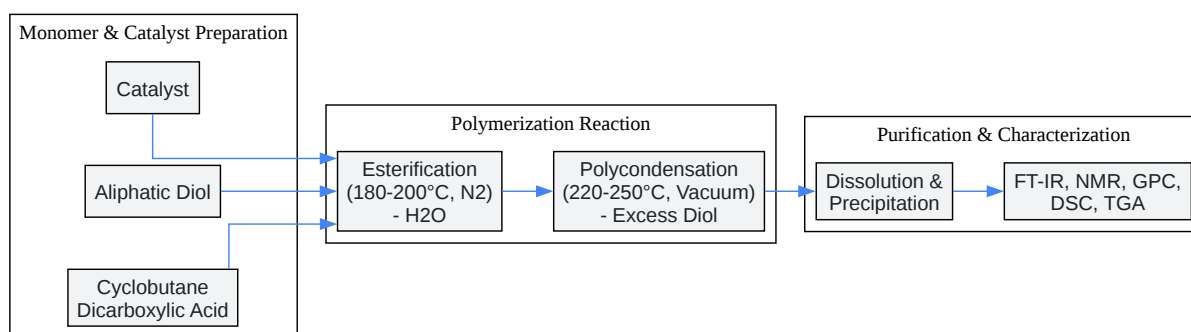 Monomer & Catalyst Preparation
Catalyst
Aliphatic Diol
Cyclobutane
Dicarboxylic Acid
Polymerization Reaction
Esterification
(180-200°C, N2)
- H2O
Polycondensation
(220-250°C, Vacuum)
- Excess Diol
Purification & Characterization
Dissolution &
Precipitation
FT-IR, NMR, GPC,
DSC, TGA